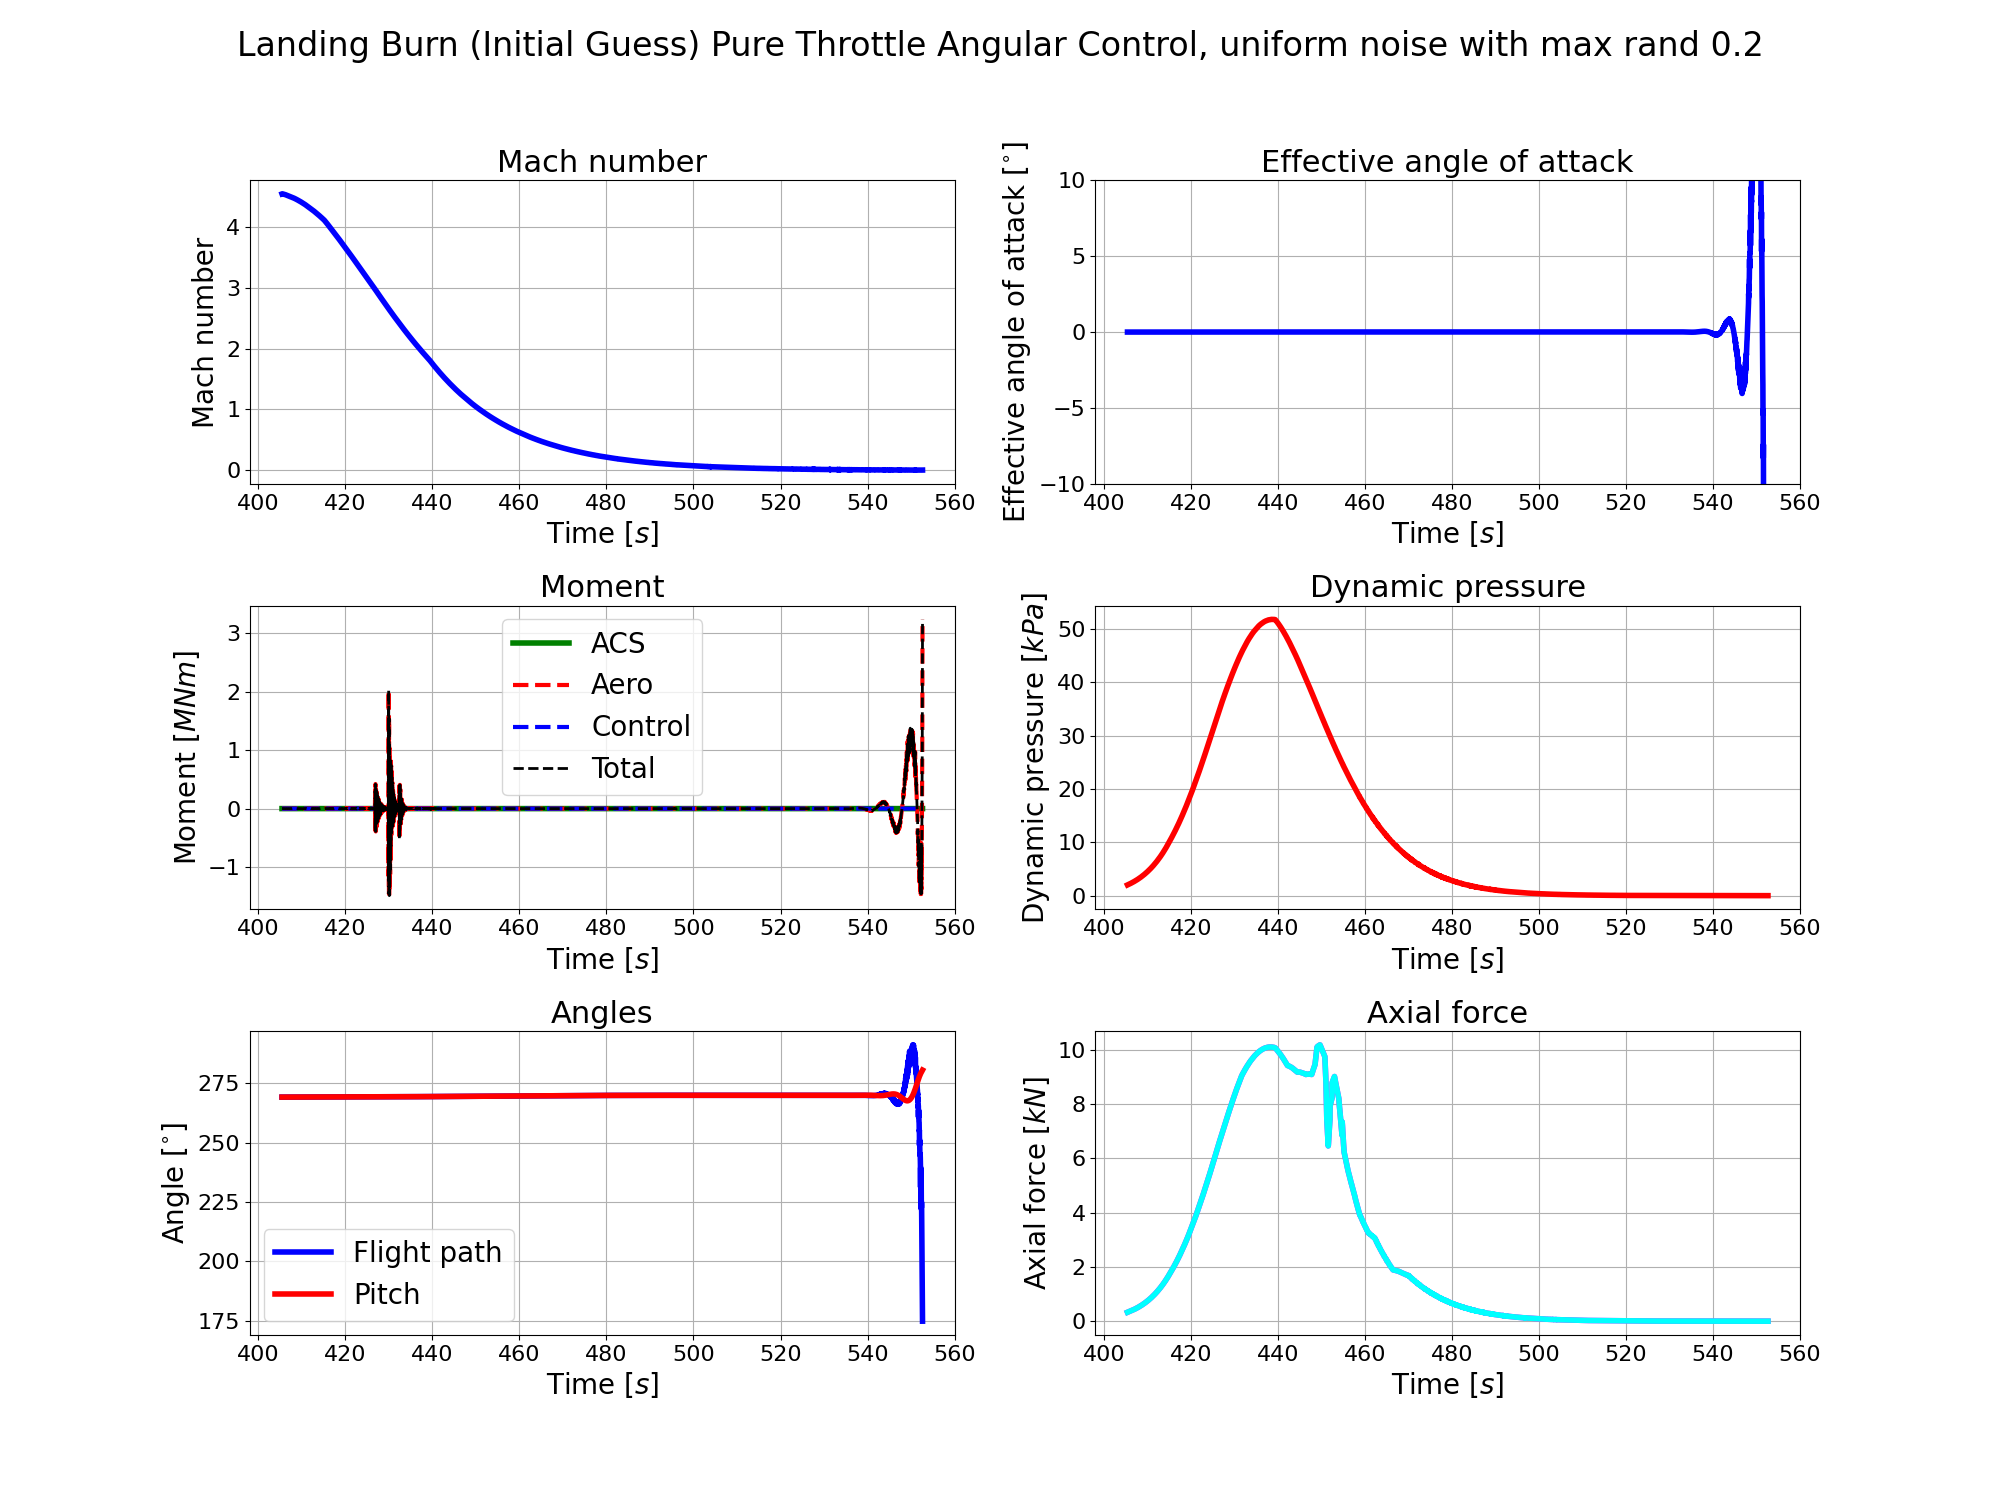 Landing Burn (Initial Guess) Pure Throttle Angular Control, uniform noise with max rand 0.2
Mach number
Mach number
4
3
2
1
0
400 420 440 460 480 500 520 540 560
Time [s]
Effective angle of attack
Effective angle of attack [°]
10
5
0
−5
−10
400 420 440 460 480 500 520 540 560
Time [s]
Moment
Moment [MNm]
3
2
1
0
−1
ACS
Aero
Control
Total
400 420 440 460 480 500 520 540 560
Time [s]
Dynamic pressure
Dynamic pressure [kPa]
50
40
30
20
10
0
400 420 440 460 480 500 520 540 560
Time [s]
Angles
Angle [°]
275
250
225
200
175
Flight path
Pitch
400 420 440 460 480 500 520 540 560
Time [s]
Axial force
Axial force [kN]
10
8
6
4
2
0
400 420 440 460 480 500 520 540 560
Time [s]